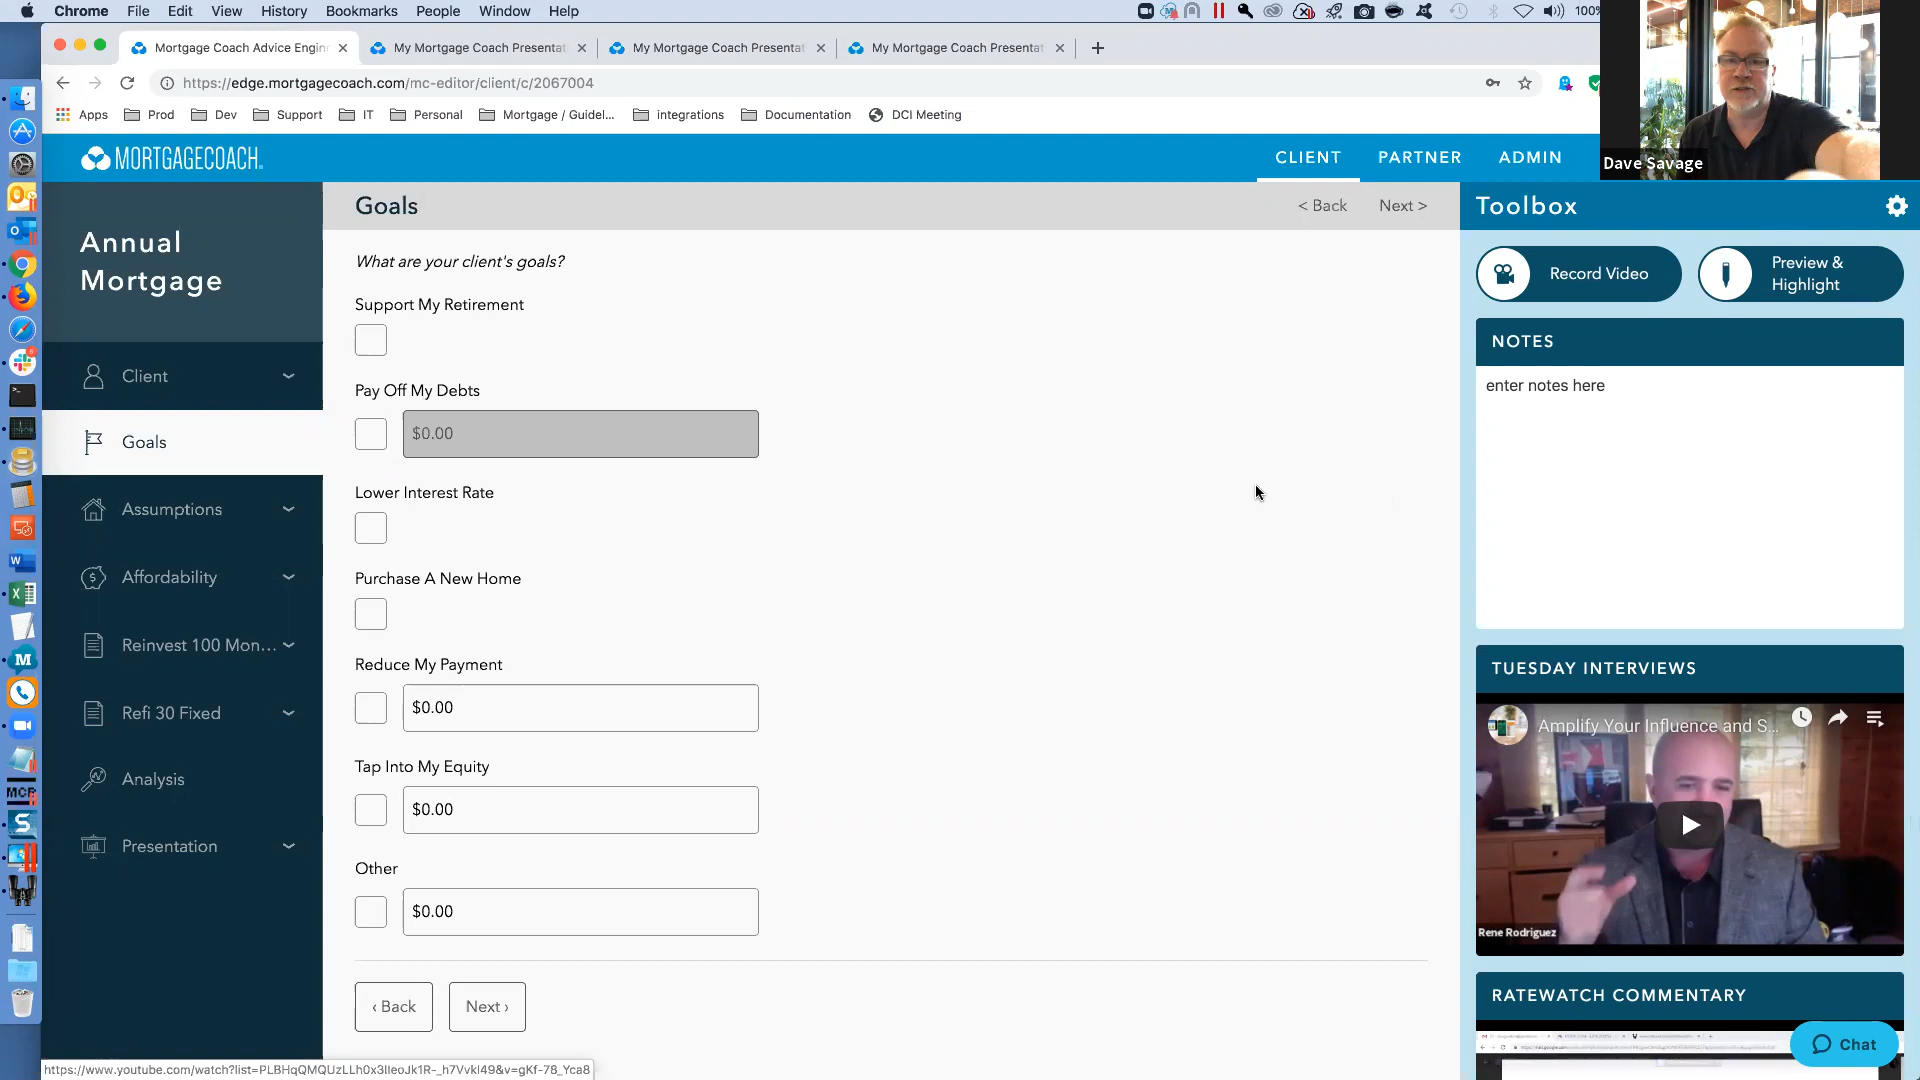 Chrome File Edit View History Bookmarks People Window Help
100%
Mortgage Coach Advice Engin
My Mortgage Coach Presentat
My Mortgage Coach Presentat
My Mortgage Coach Presentat
https://edge.mortgagecoach.com/mc-editor/client/c/2067004
Apps Prod Dev Support IT Personal Mortgage / Guidel... integrations Documentation DCI Meeting
Dave Savage
MORTGAGECOACH
CLIENT PARTNER ADMIN
Annual
Mortgage
Client
Goals
Assumptions
Affordability
Reinvest 100 Mon...
Refi 30 Fixed
Analysis
Presentation
Goals
< Back Next >
What are your client's goals?
Support My Retirement
Pay Off My Debts
$0.00
Lower Interest Rate
Purchase A New Home
Reduce My Payment
$0.00
Tap Into My Equity
$0.00
Other
$0.00
‹ Back Next ›
Toolbox
Record Video
Preview &
Highlight
NOTES
enter notes here
TUESDAY INTERVIEWS
Amplify Your Influence and S...
Rene Rodriguez
RATEWATCH COMMENTARY
Chat
https://www.youtube.com/watch?list=PLBHqQMQUzLLh0x3lIeoJk1R-_h7Vvkl49&v=gKf-78_Yca8